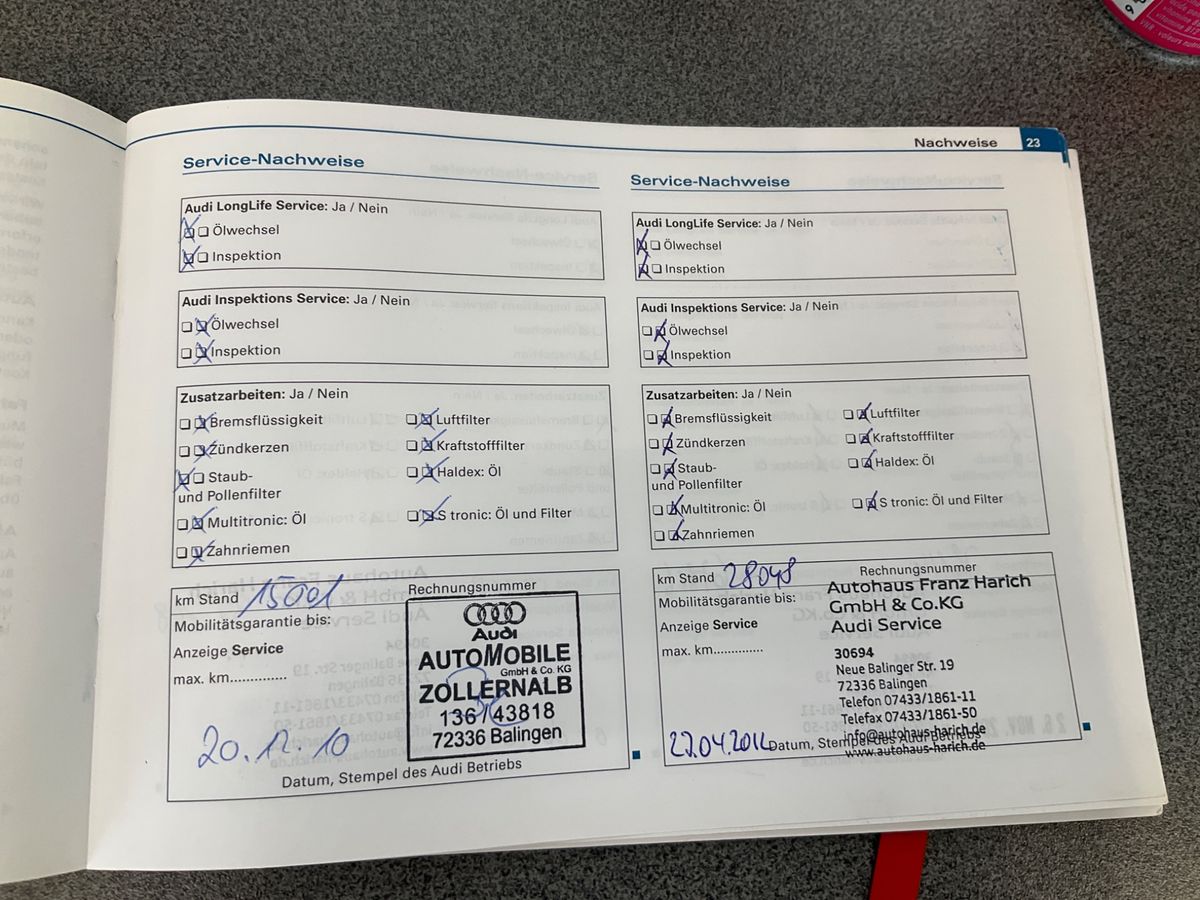 Nachweise 23
Service-Nachweise
Audi LongLife Service: Ja / Nein
Ölwechsel
Inspektion
Audi Inspektions Service: Ja / Nein
Ölwechsel
Inspektion
Zusatzarbeiten: Ja / Nein
Bremsflüssigkeit Luftfilter
Zündkerzen Kraftstofffilter
Staub- Haldex: Öl
und Pollenfilter
Multitronic: Öl S tronic: Öl und Filter
Zahnriemen
km Stand 15001 Rechnungsnummer
Mobilitätsgarantie bis:
Anzeige Service
max. km..............
Audi
AUTOMOBILE
GmbH & Co. KG
ZOLLERNALB
136/43818
72336 Balingen
20.12.10
Datum, Stempel des Audi Betriebs
Service-Nachweise
Audi LongLife Service: Ja / Nein
Ölwechsel
Inspektion
Audi Inspektions Service: Ja / Nein
Ölwechsel
Inspektion
Zusatzarbeiten: Ja / Nein
Bremsflüssigkeit Luftfilter
Zündkerzen Kraftstofffilter
Staub- Haldex: Öl
und Pollenfilter
Multitronic: Öl S tronic: Öl und Filter
Zahnriemen
km Stand 28048 Rechnungsnummer
Mobilitätsgarantie bis:
Anzeige Service
max. km..............
Autohaus Franz Harich
GmbH & Co.KG
Audi Service
30694
Neue Balinger Str. 19
72336 Balingen
Telefon 07433/1861-11
Telefax 07433/1861-50
info@autohaus-harich.de
www.autohaus-harich.de
27.04.2012
Datum, Stempel des Audi Betriebs